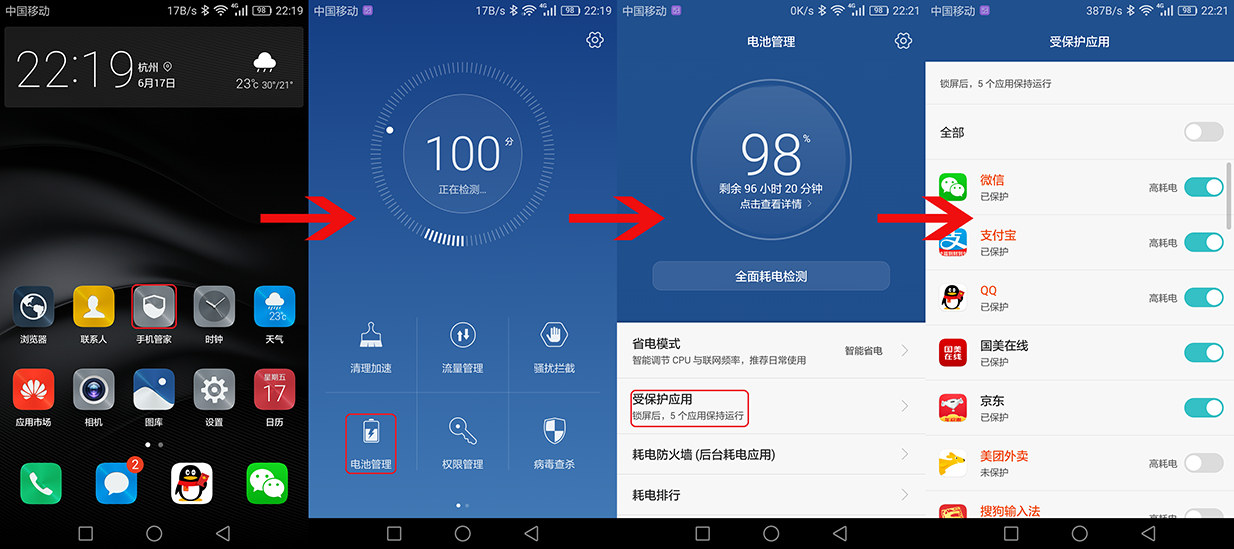 中国移动 17B/s 4G 98 22:19
22:19 杭州
6月17日
23℃ 30°/21°
23℃
浏览器 联系人 手机管家 时钟 天气
星期五
17
应用市场 相机 图库 设置 日历
2
中国移动 17B/s 4G 98 22:19
100 分
正在检测...
清理加速 流量管理 骚扰拦截
电池管理 权限管理 病毒查杀
中国移动 0K/s 4G 98 22:21
电池管理
98 %
剩余 96 小时 20 分钟
点击查看详情
全面耗电检测
省电模式
智能调节 CPU 与联网频率，推荐日常使用
智能省电
受保护应用
锁屏后，5 个应用保持运行
耗电防火墙 (后台耗电应用)
耗电排行
中国移动 387B/s 4G 98 22:21
受保护应用
锁屏后，5 个应用保持运行
全部
微信
已保护
高耗电
支
支付宝
已保护
高耗电
QQ
已保护
高耗电
国美
在线
国美在线
已保护
京东
已保护
美团外卖
未保护
高耗电
搜狗输入法
高耗电